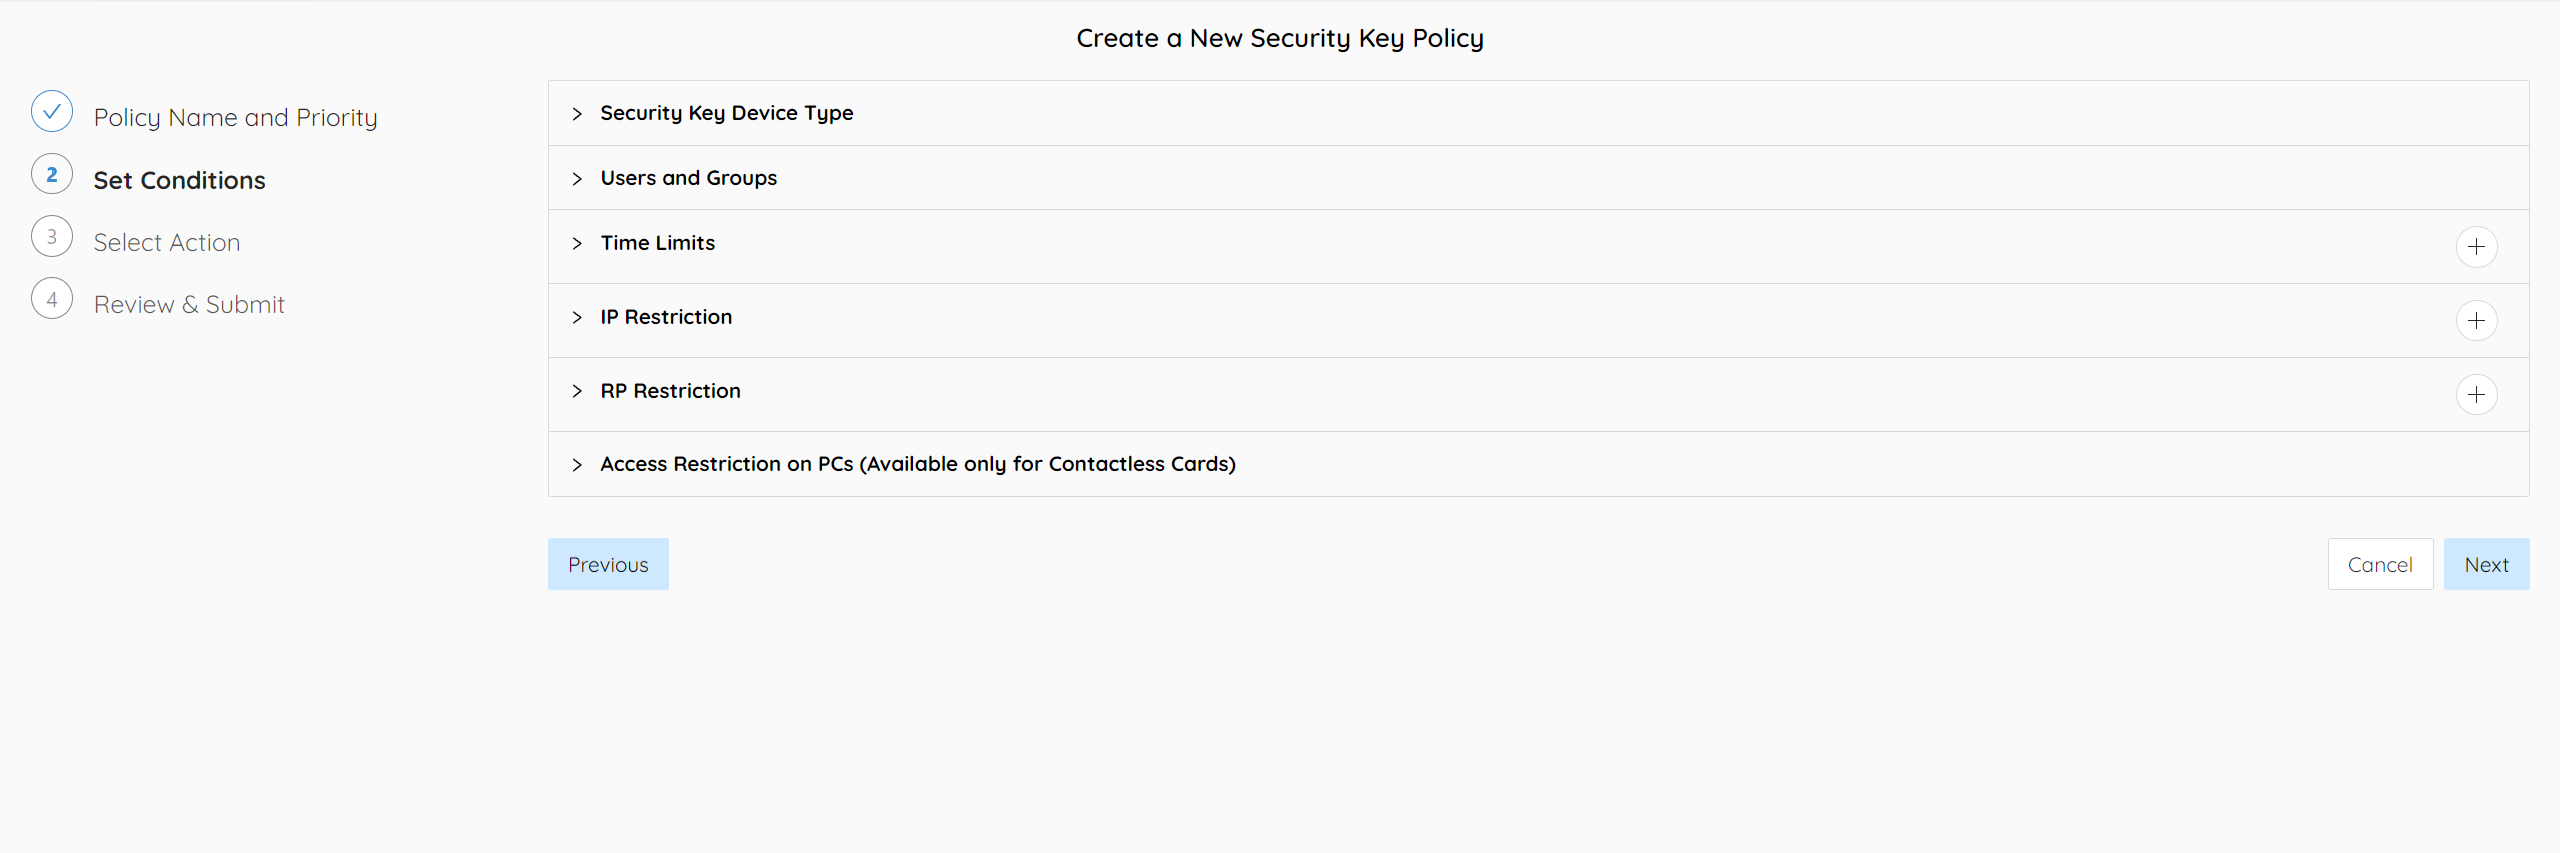 Create a New Security Key Policy
Policy Name and Priority
2 Set Conditions
3 Select Action
4 Review & Submit
Security Key Device Type
Users and Groups
Time Limits
IP Restriction
RP Restriction
Access Restriction on PCs (Available only for Contactless Cards)
Previous
Cancel
Next